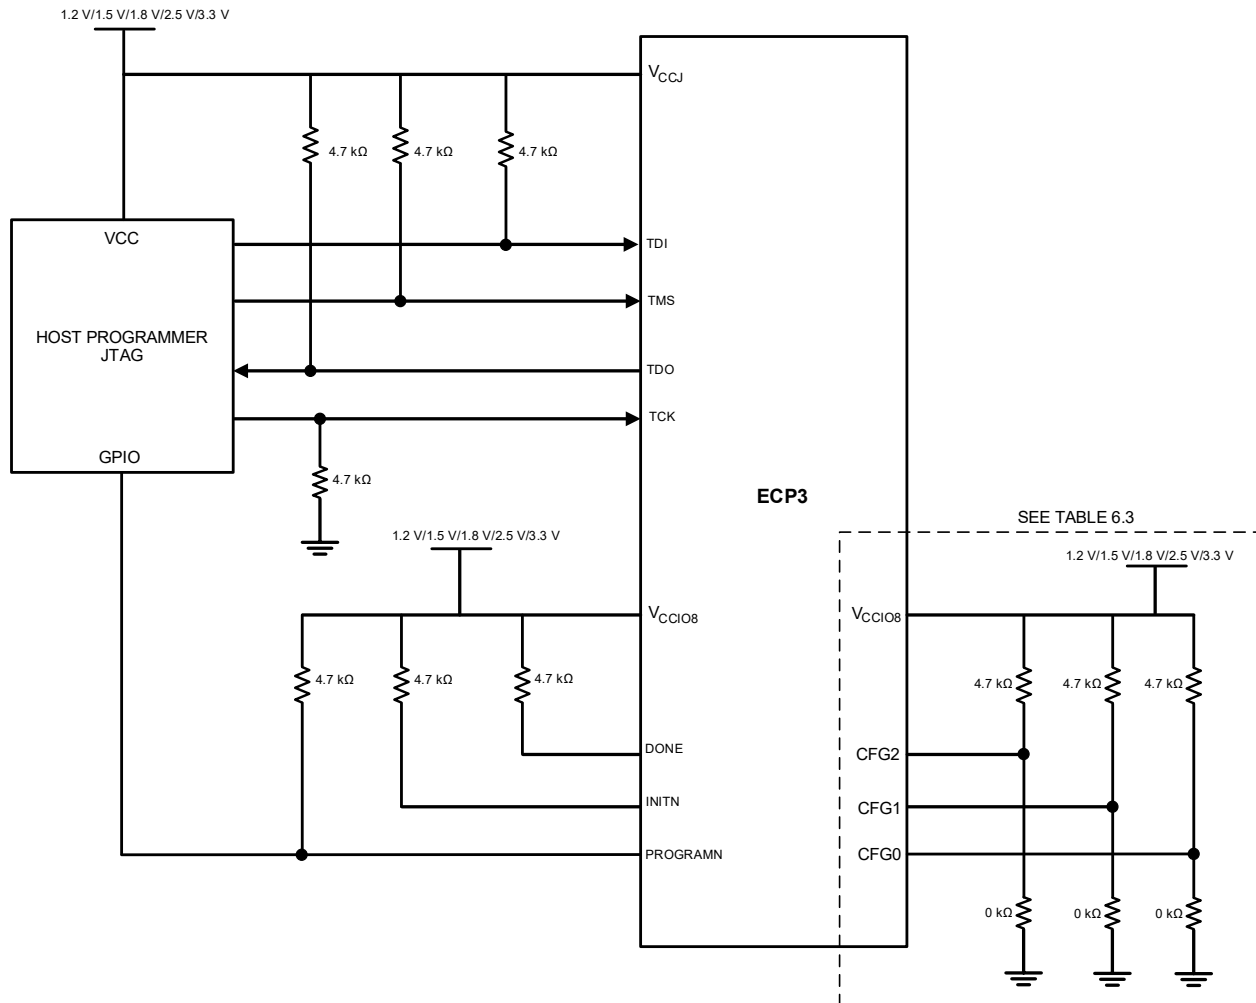 1.2 V/1.5 V/1.8 V/2.5 V/3.3 V
VCCJ
4.7 kΩ
4.7 kΩ
4.7 kΩ
VCC
TDI
TMS
HOST PROGRAMMER
JTAG
TDO
TCK
GPIO
4.7 kΩ
ECP3
SEE TABLE 6.3
1.2 V/1.5 V/1.8 V/2.5 V/3.3 V
1.2 V/1.5 V/1.8 V/2.5 V/3.3 V
VCCIO8
VCCIO8
4.7 kΩ
4.7 kΩ
4.7 kΩ
4.7 kΩ
4.7 kΩ
4.7 kΩ
DONE
CFG2
INITN
CFG1
PROGRAMN
CFG0
0 kΩ
0 kΩ
0 kΩ